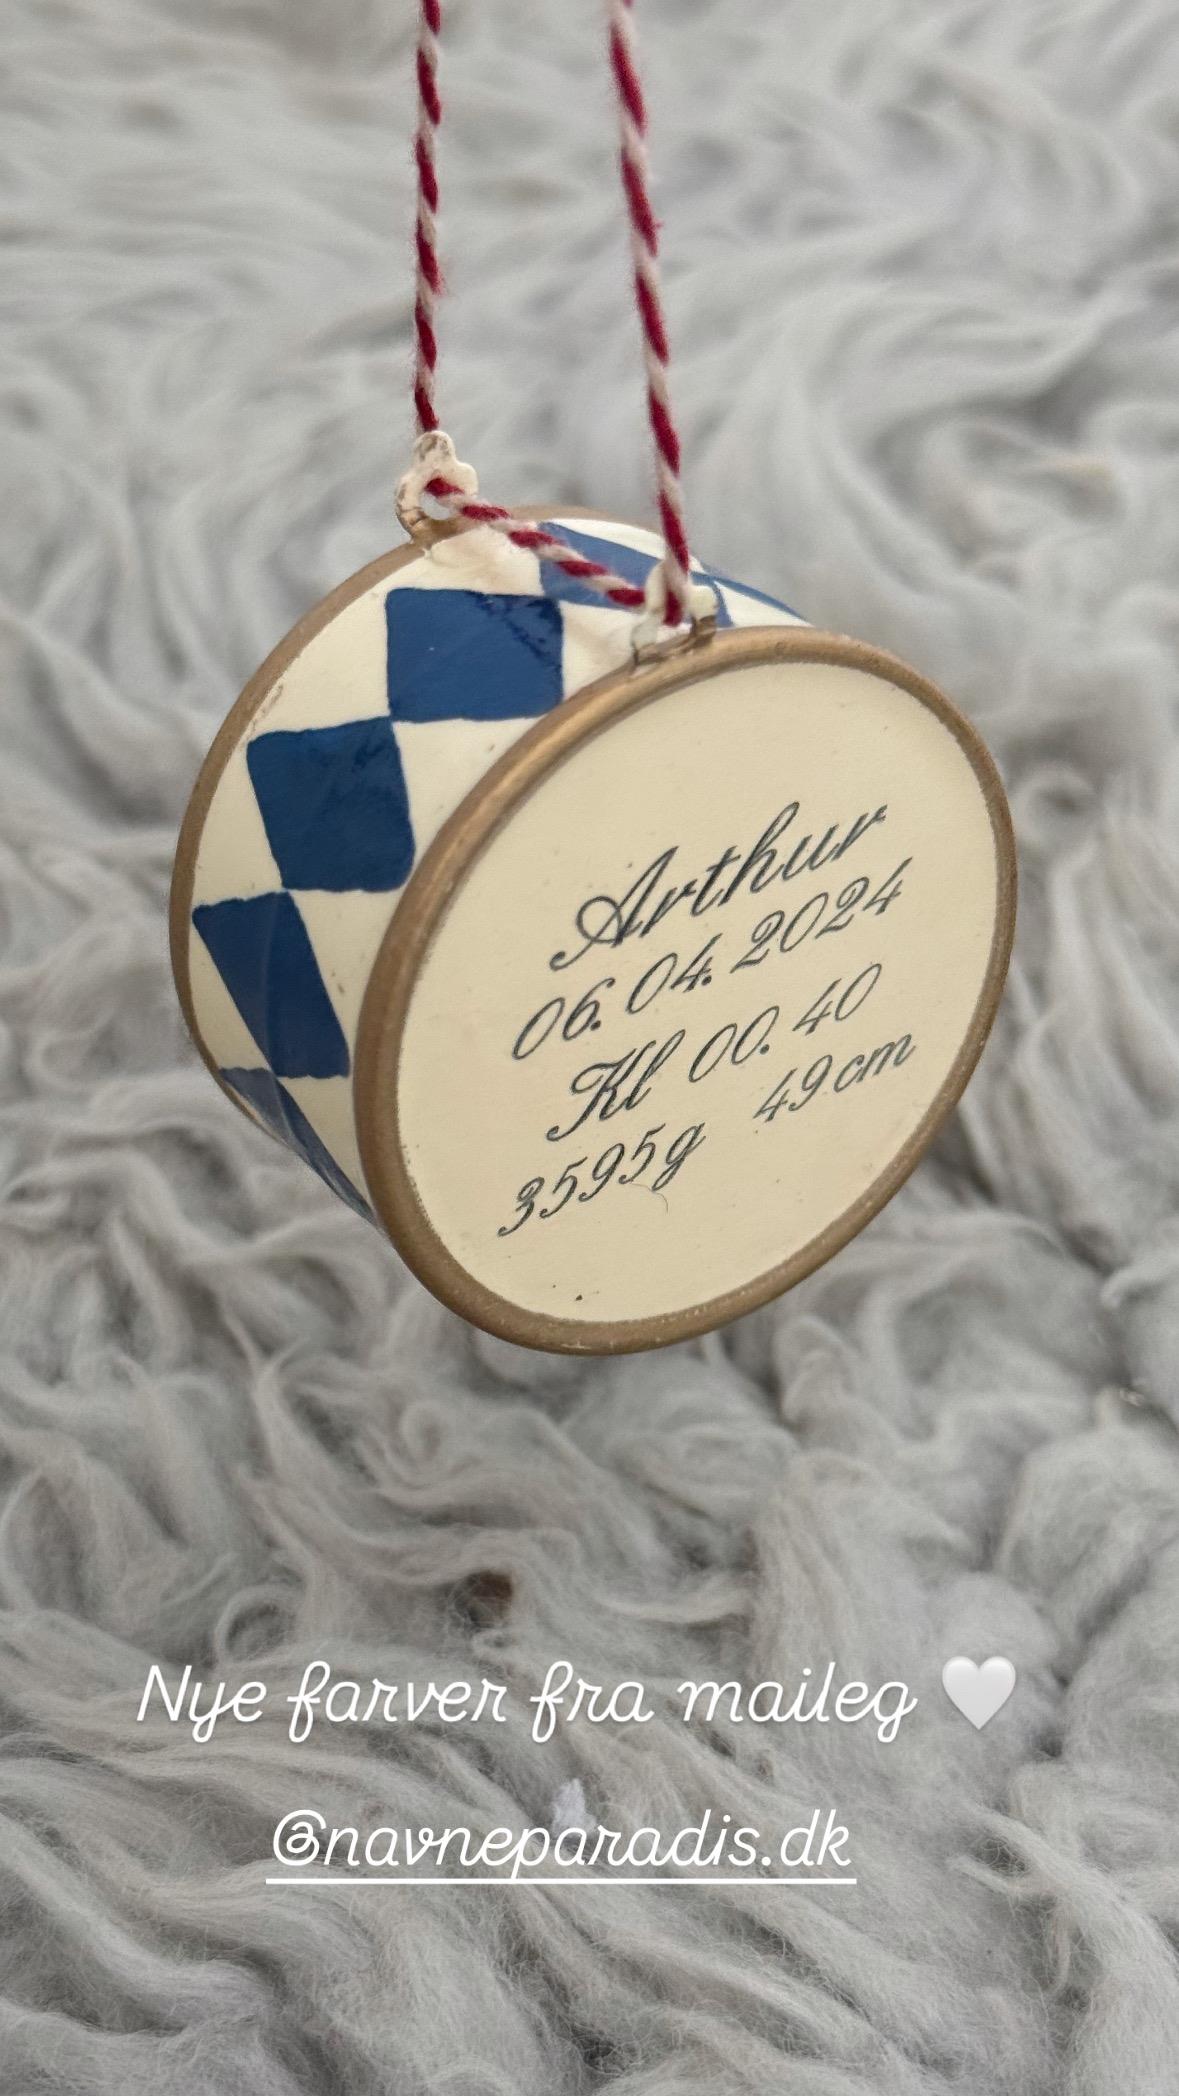 Arthur
06. 04. 2024
Kl 00. 40
3595g 49cm
Nye farver fra maileg 🤍
@navneparadis.dk